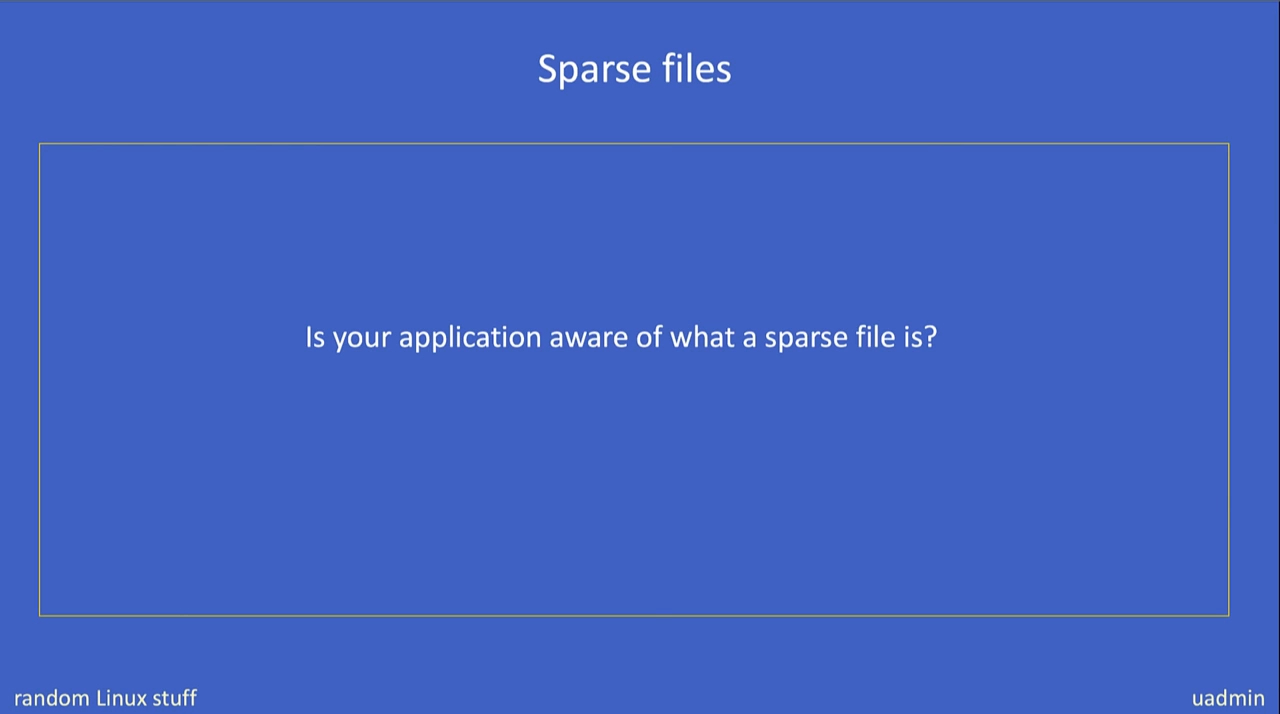 Sparse files
Is your application aware of what a sparse file is?
random Linux stuff
uadmin